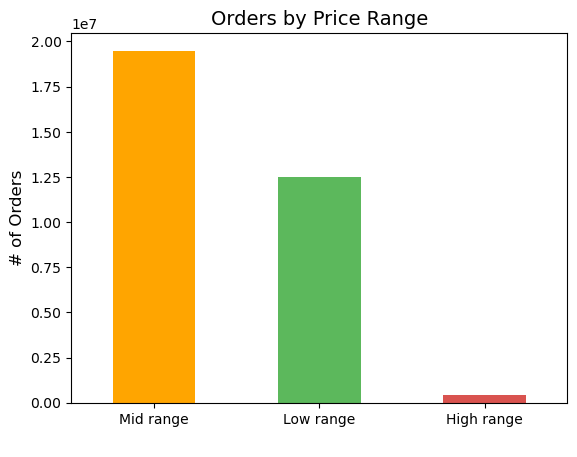 Orders by Price Range
1e7
2.00
1.75
1.50
1.25
1.00
0.75
0.50
0.25
0.00
# of Orders
Mid range
Low range
High range